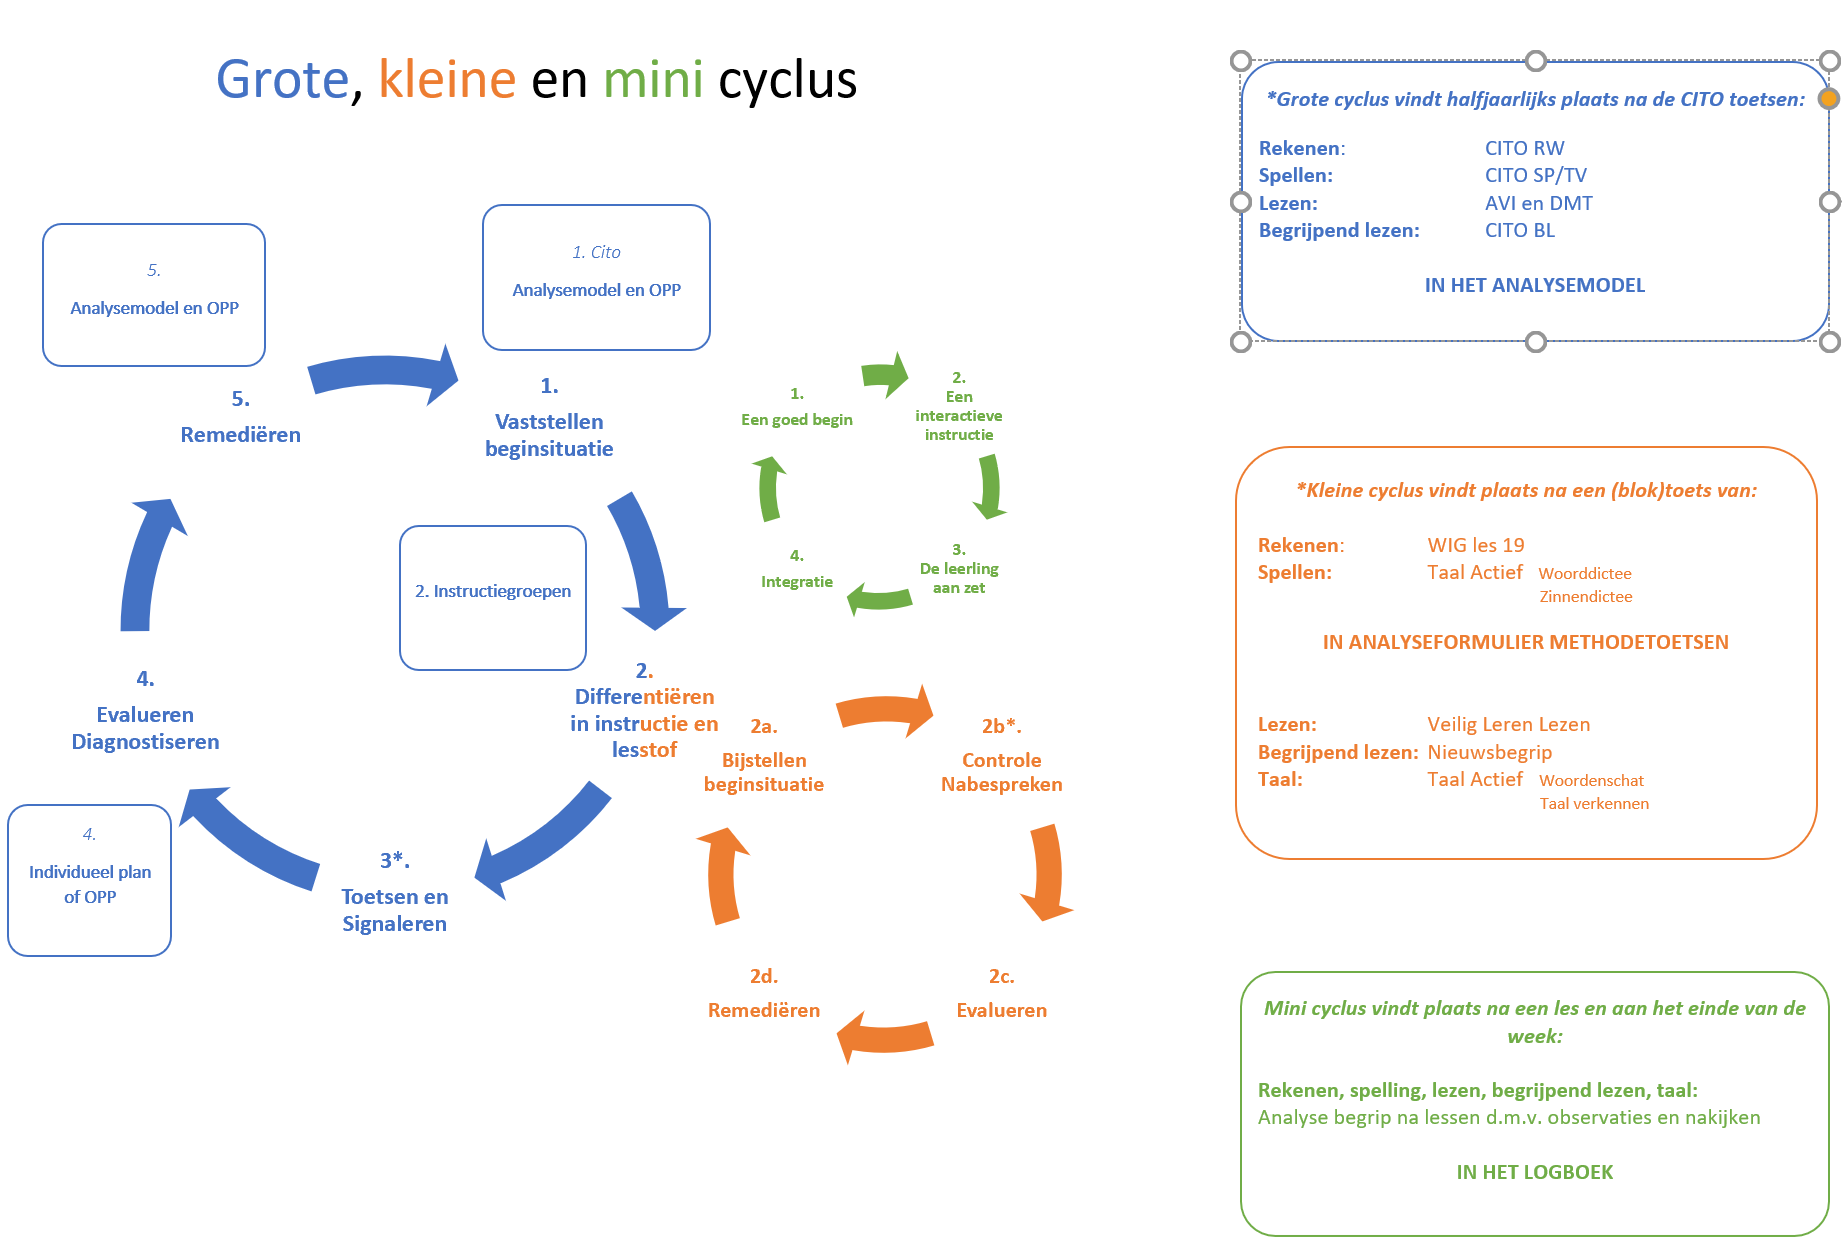 Grote, kleine en mini cyclus
5.
Analysemodel en OPP
1. Cito
Analysemodel en OPP
5.
Remediëren
1.
Vaststellen
beginsituatie
2. Instructiegroepen
2.
Differentiëren
in instructie en
lesstof
3*.
Toetsen en
Signaleren
4.
Evalueren
Diagnostiseren
4.
Individueel plan
of OPP
1.
Een goed begin
2.
Een
interactieve
instructie
3.
De leerling
aan zet
4.
Integratie
2a.
Bijstellen
beginsituatie
2b*.
Controle
Nabespreken
2c.
Evalueren
2d.
Remediëren
*Grote cyclus vindt halfjaarlijks plaats na de CITO toetsen:
Rekenen: CITO RW
Spellen: CITO SP/TV
Lezen: AVI en DMT
Begrijpend lezen: CITO BL
IN HET ANALYSEMODEL
*Kleine cyclus vindt plaats na een (blok)toets van:
Rekenen: WIG les 19
Spellen: Taal Actief Woorddictee
Zinnendictee
IN ANALYSEFORMULIER METHODETOETSEN
Lezen: Veilig Leren Lezen
Begrijpend lezen: Nieuwsbegrip
Taal: Taal Actief Woordenschat
Taal verkennen
Mini cyclus vindt plaats na een les en aan het einde van de
week:
Rekenen, spelling, lezen, begrijpend lezen, taal:
Analyse begrip na lessen d.m.v. observaties en nakijken
IN HET LOGBOEK